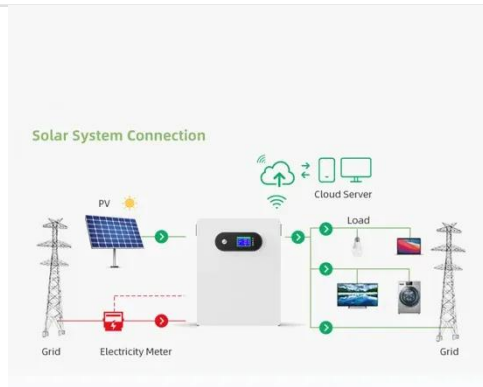 Solar System Connection
Cloud Server
PV
Load
Grid
Electricity Meter
Grid